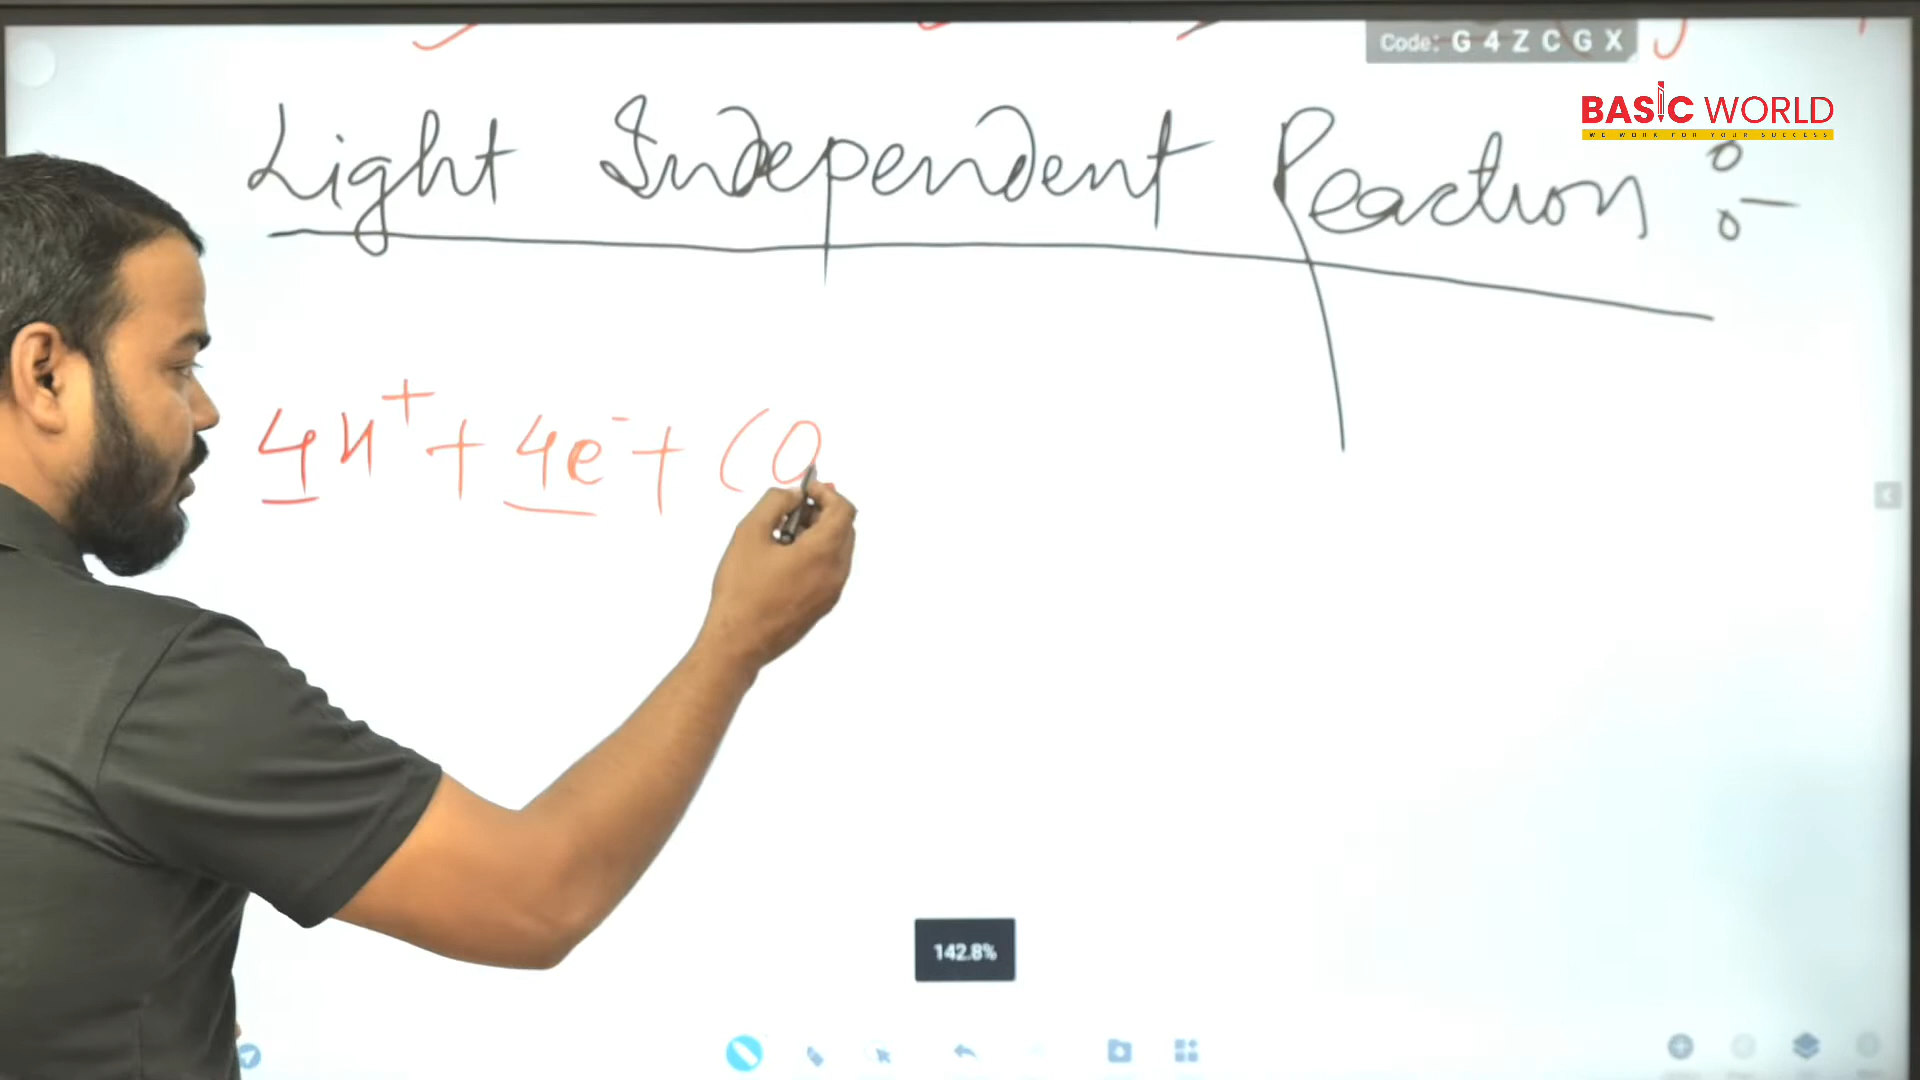 Code: G 4 Z C G X
BASIC WORLD
WE WORK FOR YOUR SUCCESS
Light Independent Reaction :-
4H⁺ + 4e⁻ + CO
142.8%